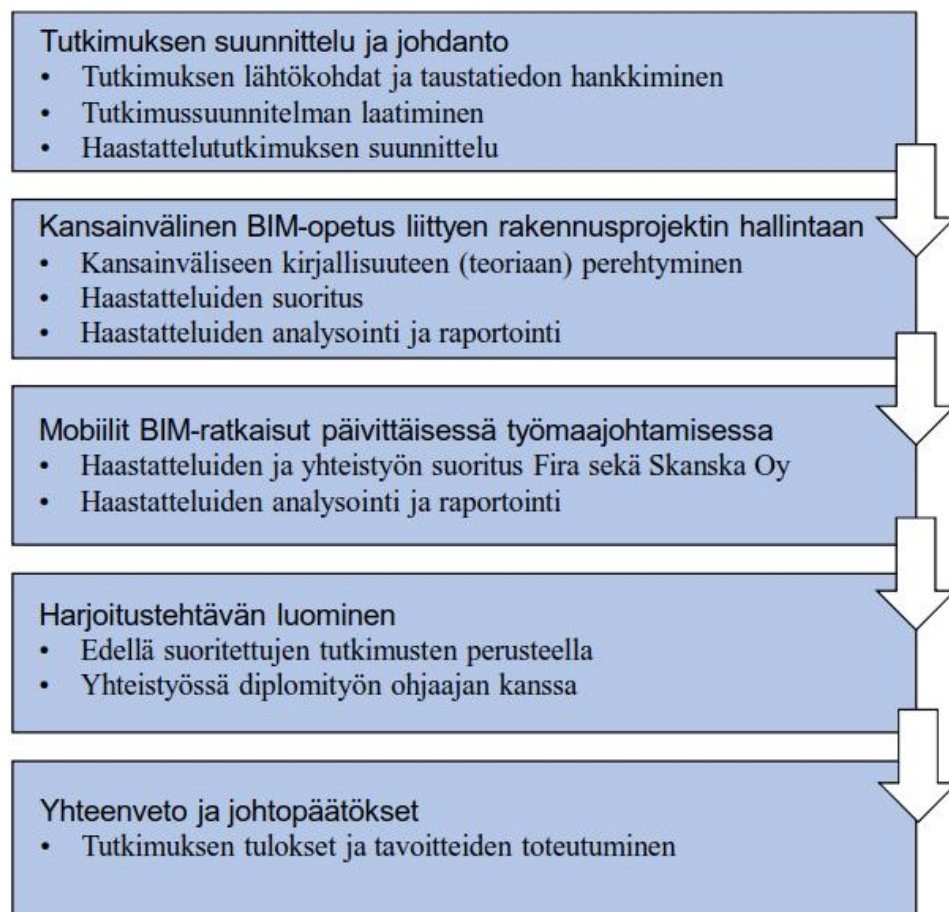 Tutkimuksen suunnittelu ja johdanto
• Tutkimuksen lähtökohdat ja taustatiedon hankkiminen
• Tutkimussuunnitelman laatiminen
• Haastattelututkimuksen suunnittelu
Kansainvälinen BIM-opetus liittyen rakennusprojektin hallintaan
• Kansainväliseen kirjallisuuteen (teoriaan) perehtyminen
• Haastatteluiden suoritus
• Haastatteluiden analysointi ja raportointi
Mobiilit BIM-ratkaisut päivittäisessä työmaajohtamisessa
• Haastatteluiden ja yhteistyön suoritus Fira sekä Skanska Oy
• Haastatteluiden analysointi ja raportointi
Harjoitustehtävän luominen
• Edellä suoritettujen tutkimusten perusteella
• Yhteistyössä diplomityön ohjaajan kanssa
Yhteenveto ja johtopäätökset
• Tutkimuksen tulokset ja tavoitteiden toteutuminen